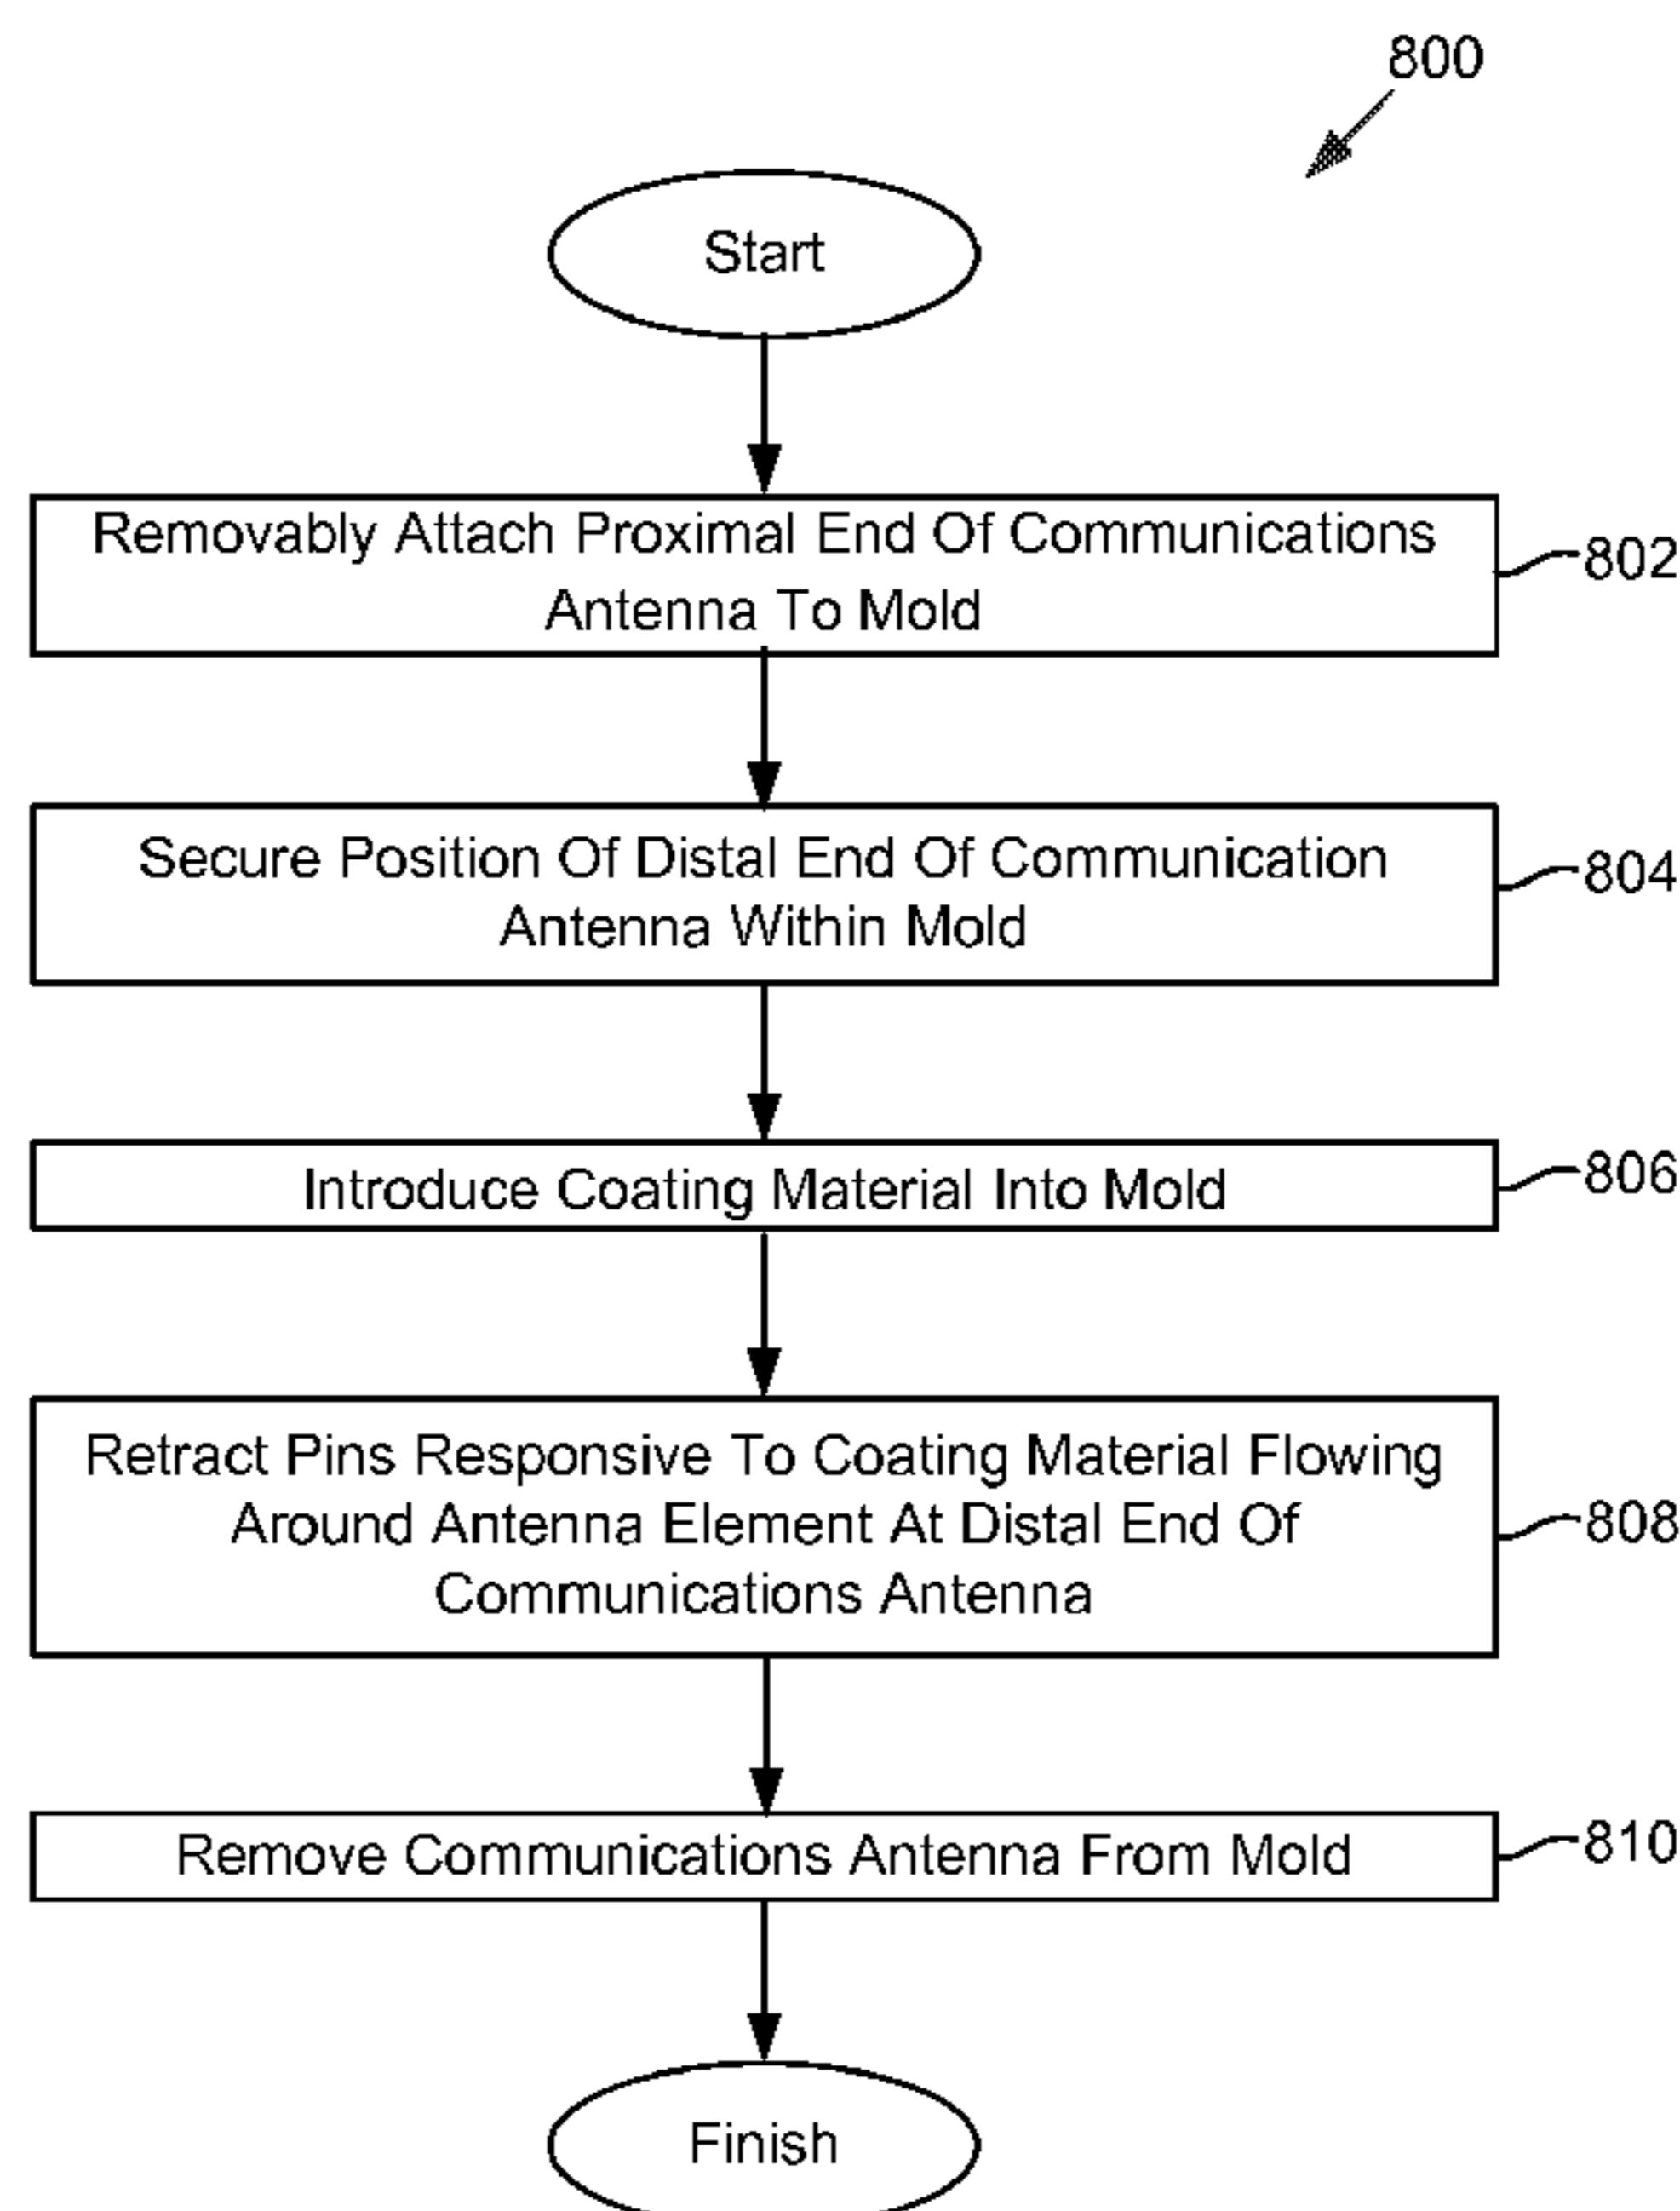 800
Start
Removably Attach Proximal End Of Communications
Antenna To Mold
802
Secure Position Of Distal End Of Communication
Antenna Within Mold
804
Introduce Coating Material Into Mold
806
Retract Pins Responsive To Coating Material Flowing
Around Antenna Element At Distal End Of
Communications Antenna
808
Remove Communications Antenna From Mold
810
Finish